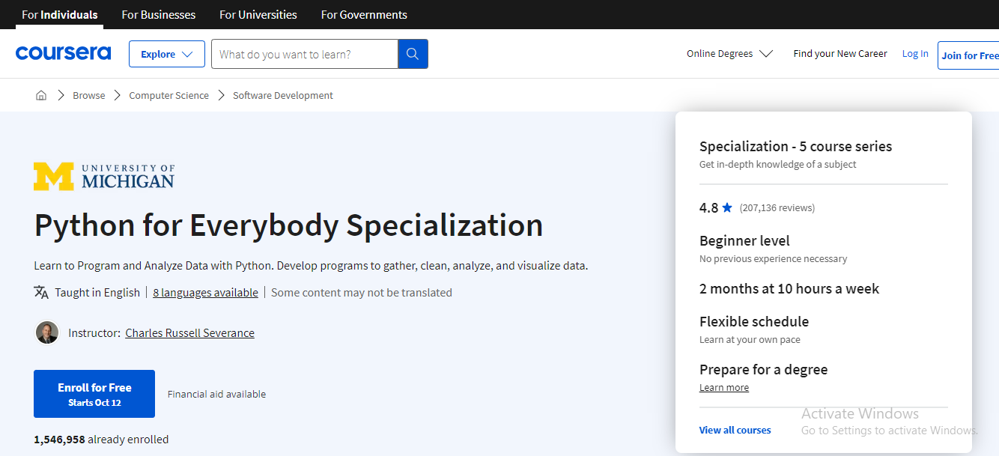 For Individuals For Businesses For Universities For Governments
coursera Explore What do you want to learn? Online Degrees Find your New Career Log In Join for Free
Browse Computer Science Software Development
UNIVERSITY OF
MICHIGAN
Python for Everybody Specialization
Learn to Program and Analyze Data with Python. Develop programs to gather, clean, analyze, and visualize data.
Taught in English | 8 languages available | Some content may not be translated
Instructor: Charles Russell Severance
Enroll for Free
Starts Oct 12
Financial aid available
1,546,958 already enrolled
Specialization - 5 course series
Get in-depth knowledge of a subject
4.8 (207,136 reviews)
Beginner level
No previous experience necessary
2 months at 10 hours a week
Flexible schedule
Learn at your own pace
Prepare for a degree
Learn more
View all courses
Activate Windows
Go to Settings to activate Windows.